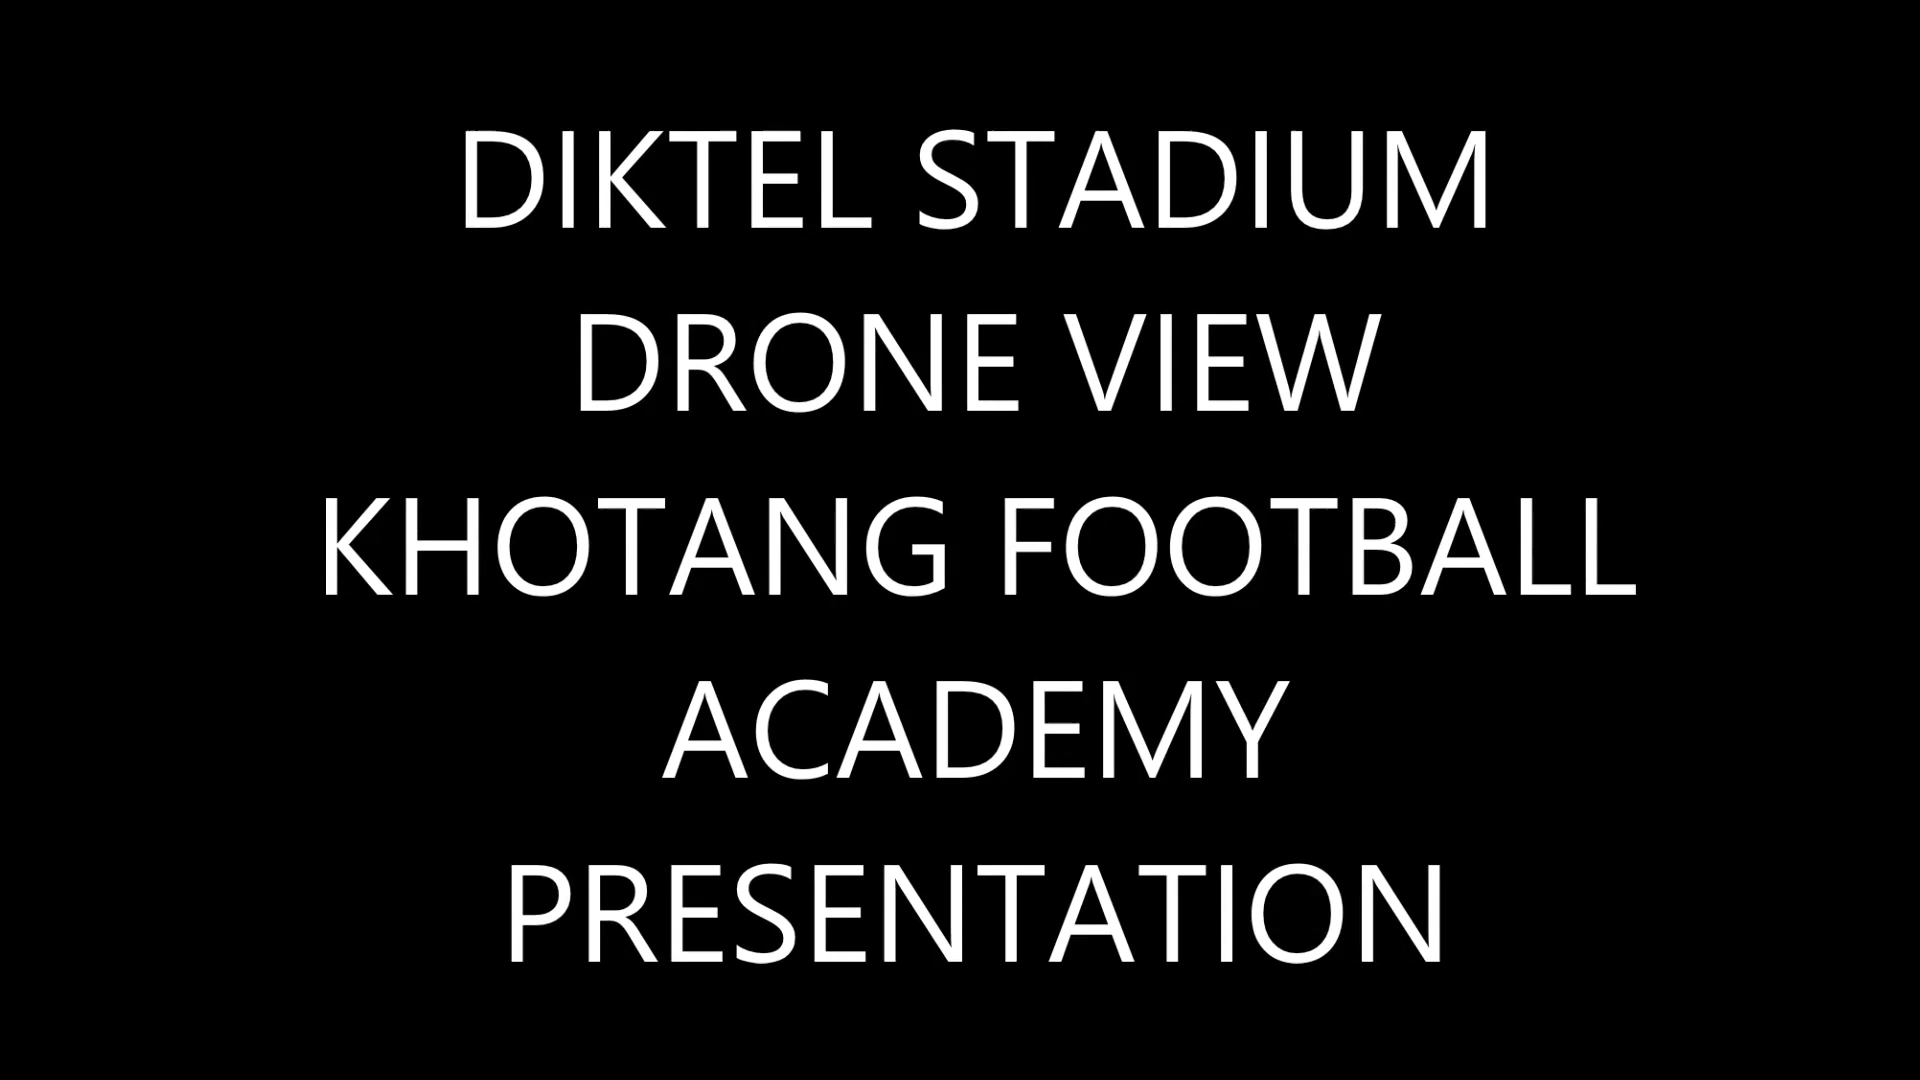 DIKTEL STADIUM
DRONE VIEW
KHOTANG FOOTBALL
ACADEMY
PRESENTATION